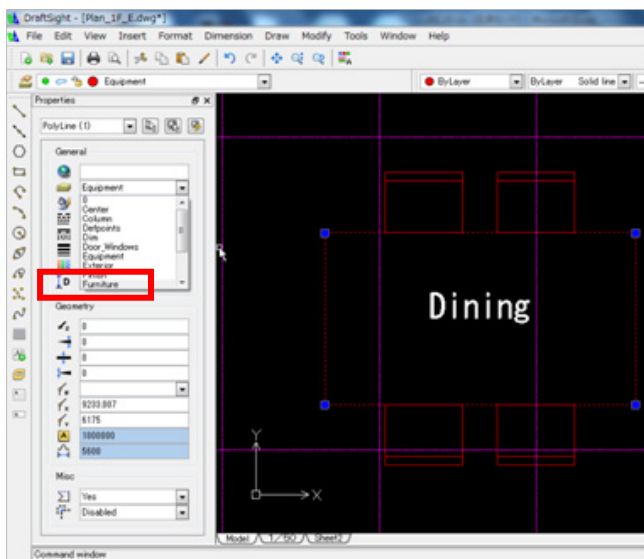 DraftSight - [Plan_1F_E.dwg*]
File Edit View Insert Format Dimension Draw Modify Tools Window Help
Equipment
ByLayer
ByLayer Solid line
Properties
PolyLine (1)
General
Equipment
0
Center
Column
Defpoints
Dim
Door_Windows
Equipment
Exterior
Furniture
Geometry
0
0
0
0
9233.807
6175
1000000
5600
Misc
Yes
Disabled
Dining
Y
X
Model 1/50 Sheet2
Command window